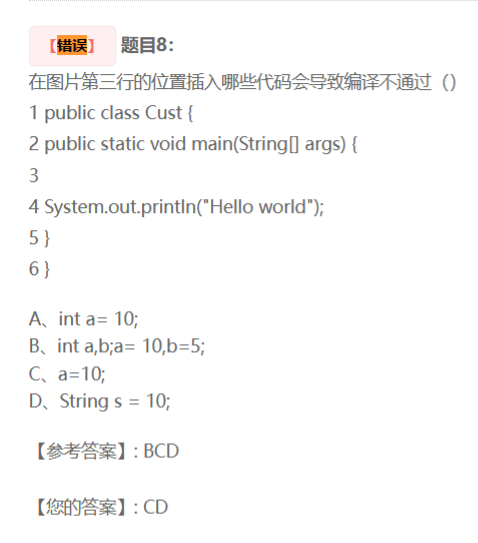 【错误】 题目8：
在图片第三行的位置插入哪些代码会导致编译不通过（）
1 public class Cust {
2 public static void main(String[] args) {
3
4 System.out.println("Hello world");
5 }
6 }
A、int a= 10;
B、int a,b;a= 10,b=5;
C、a=10;
D、String s = 10;
【参考答案】: BCD
【您的答案】: CD